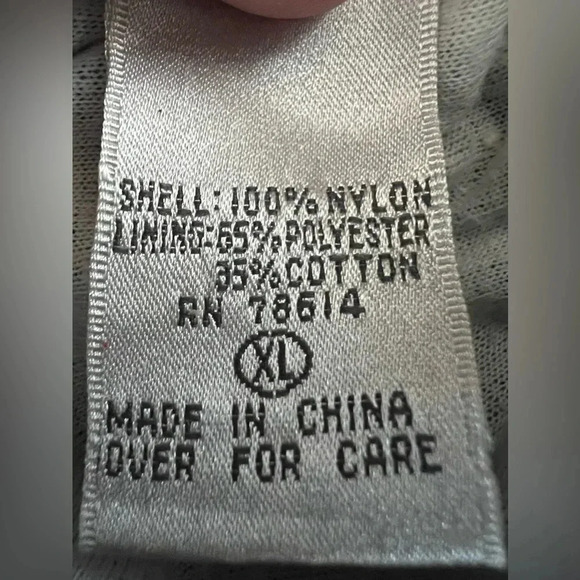 SHELL: 100% NYLON
LINING: 65% POLYESTER
35% COTTON
RN 78614
XL
MADE IN CHINA
OVER FOR CARE